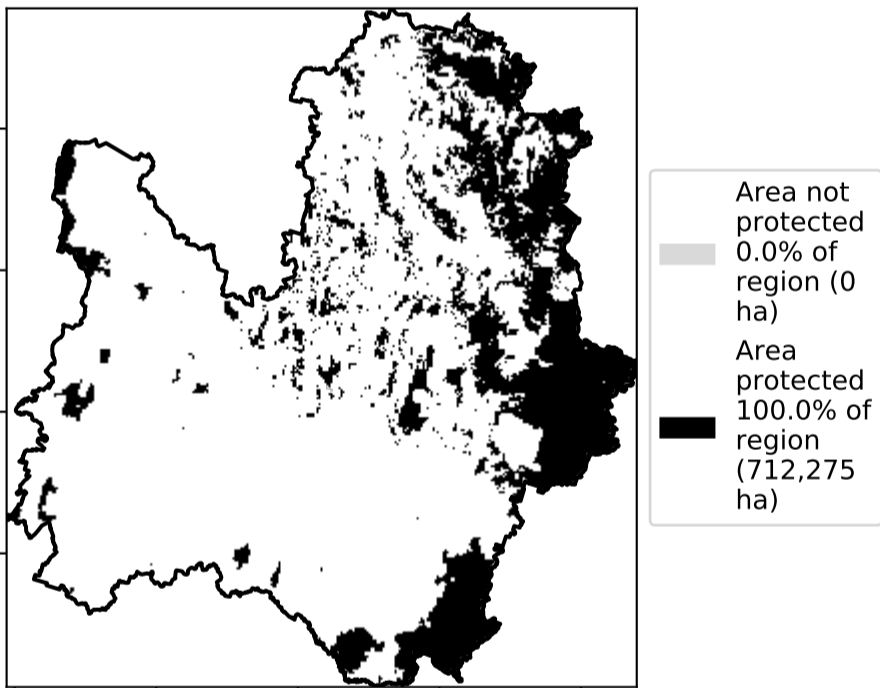 Area not
protected
0.0% of
region (0
ha)
Area
protected
100.0% of
region
(712,275
ha)